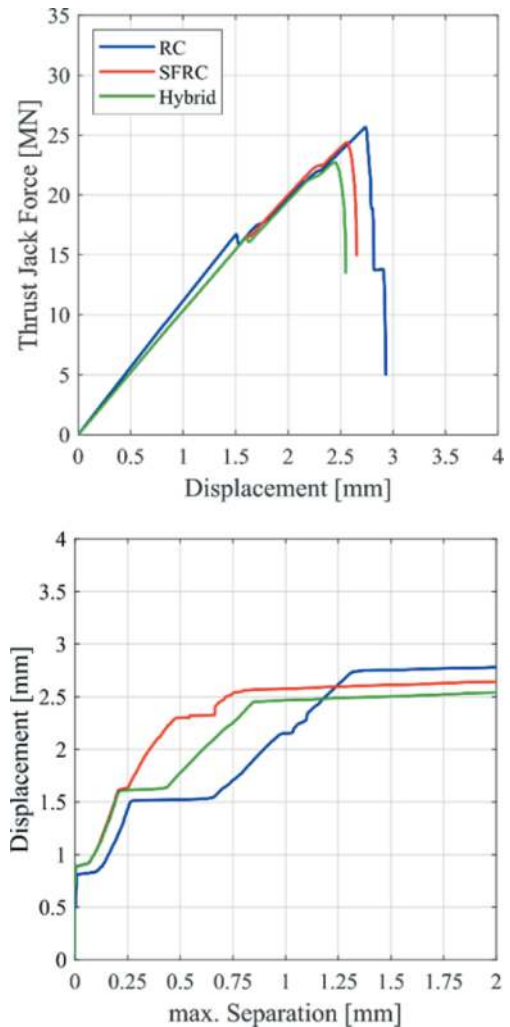 35
30
25
20
15
10
5
0
Thrust Jack Force [MN]
RC
SFRC
Hybrid
0 0.5 1 1.5 2 2.5 3 3.5 4
Displacement [mm]
4
3.5
3
2.5
2
1.5
1
0.5
0
Displacement [mm]
0 0.25 0.5 0.75 1 1.25 1.5 1.75 2
max. Separation [mm]